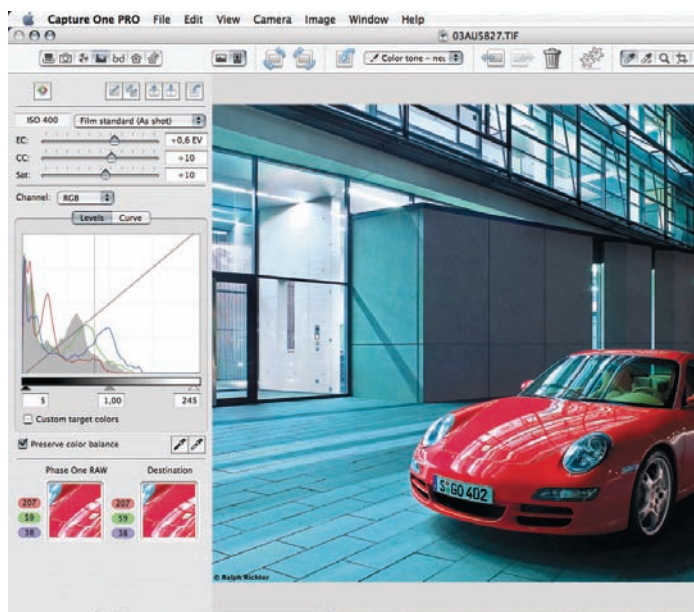 Capture One PRO File Edit View Camera Image Window Help
03AU5827.TIF
bd
Color tone – neu
ISO 400 Film standard (As shot)
EC: +0,6 EV
CC: +10
Sat: +10
Channel: RGB
Levels Curve
5 1,00 245
Custom target colors
Preserve color balance
Phase One RAW Destination
207 207
59 59
38 38
S GO 402
© Ralph Richter